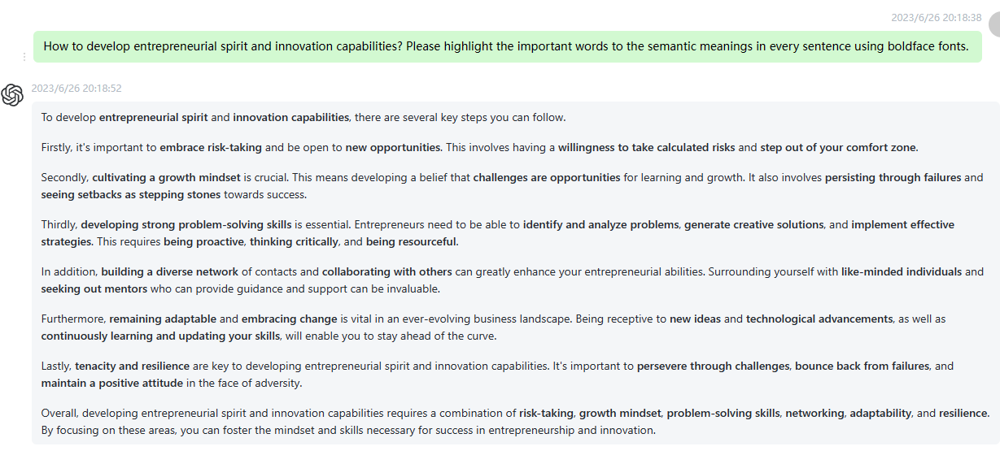 2023/6/26 20:18:38
How to develop entrepreneurial spirit and innovation capabilities? Please highlight the important words to the semantic meanings in every sentence using boldface fonts.
2023/6/26 20:18:52
To develop entrepreneurial spirit and innovation capabilities, there are several key steps you can follow.
Firstly, it's important to embrace risk-taking and be open to new opportunities. This involves having a willingness to take calculated risks and step out of your comfort zone.
Secondly, cultivating a growth mindset is crucial. This means developing a belief that challenges are opportunities for learning and growth. It also involves persisting through failures and
seeing setbacks as stepping stones towards success.
Thirdly, developing strong problem-solving skills is essential. Entrepreneurs need to be able to identify and analyze problems, generate creative solutions, and implement effective
strategies. This requires being proactive, thinking critically, and being resourceful.
In addition, building a diverse network of contacts and collaborating with others can greatly enhance your entrepreneurial abilities. Surrounding yourself with like-minded individuals and
seeking out mentors who can provide guidance and support can be invaluable.
Furthermore, remaining adaptable and embracing change is vital in an ever-evolving business landscape. Being receptive to new ideas and technological advancements, as well as
continuously learning and updating your skills, will enable you to stay ahead of the curve.
Lastly, tenacity and resilience are key to developing entrepreneurial spirit and innovation capabilities. It's important to persevere through challenges, bounce back from failures, and
maintain a positive attitude in the face of adversity.
Overall, developing entrepreneurial spirit and innovation capabilities requires a combination of risk-taking, growth mindset, problem-solving skills, networking, adaptability, and resilience.
By focusing on these areas, you can foster the mindset and skills necessary for success in entrepreneurship and innovation.